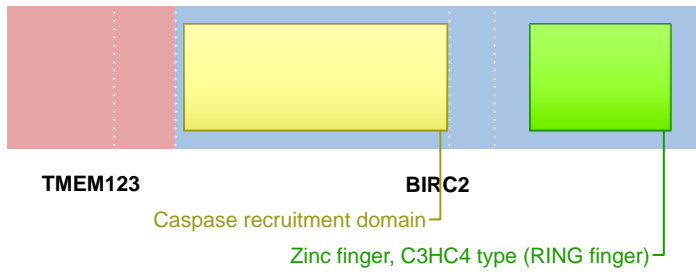 TMEM123 BIRC2
Caspase recruitment domain
Zinc finger, C3HC4 type (RING finger)